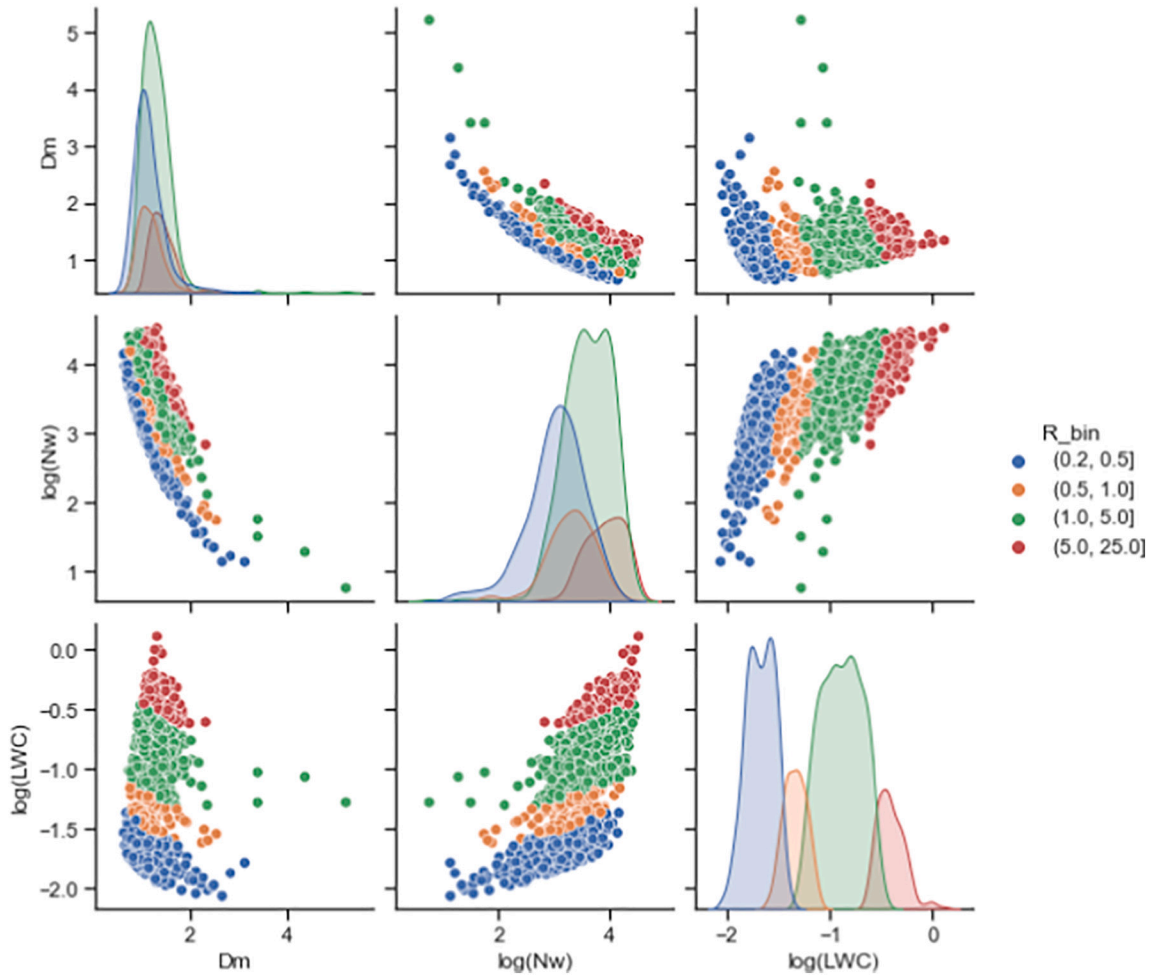 5
4
3
2
1
Dm
4
3
2
1
log(Nw)
R_bin
(0.2, 0.5]
(0.5, 1.0]
(1.0, 5.0]
(5.0, 25.0]
0.0
−0.5
−1.0
−1.5
−2.0
log(LWC)
2 4
Dm
2 4
log(Nw)
−2 −1 0
log(LWC)